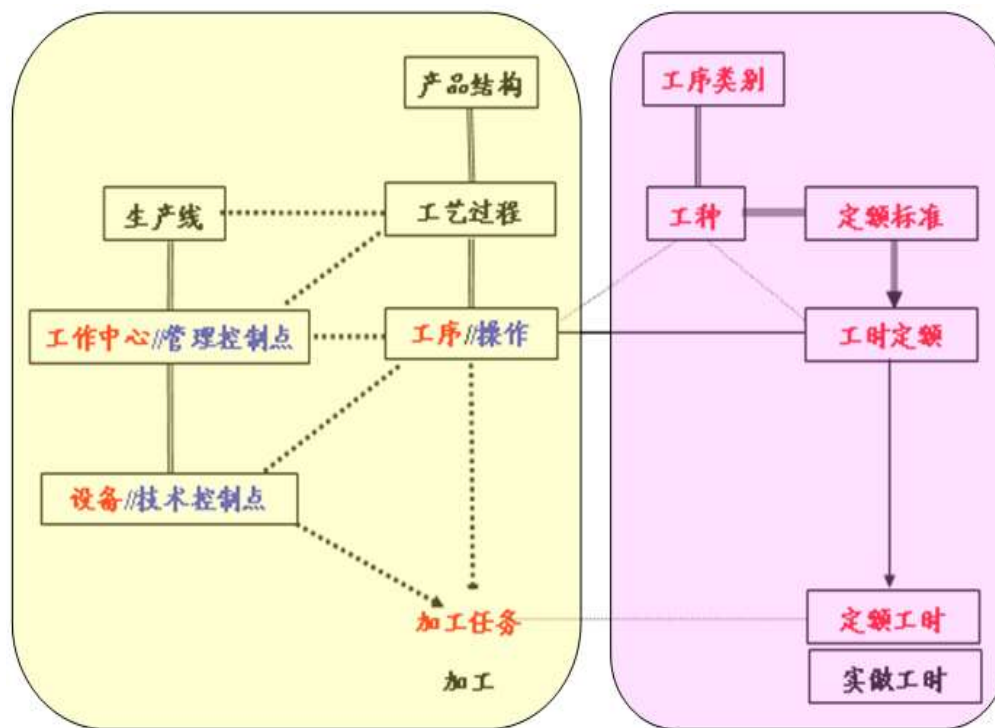 产品结构
工序类别
生产线
工艺过程
工种
定额标准
工作中心//管理控制点
工序//操作
工时定额
设备//技术控制点
加工任务
定额工时
加工
实做工时